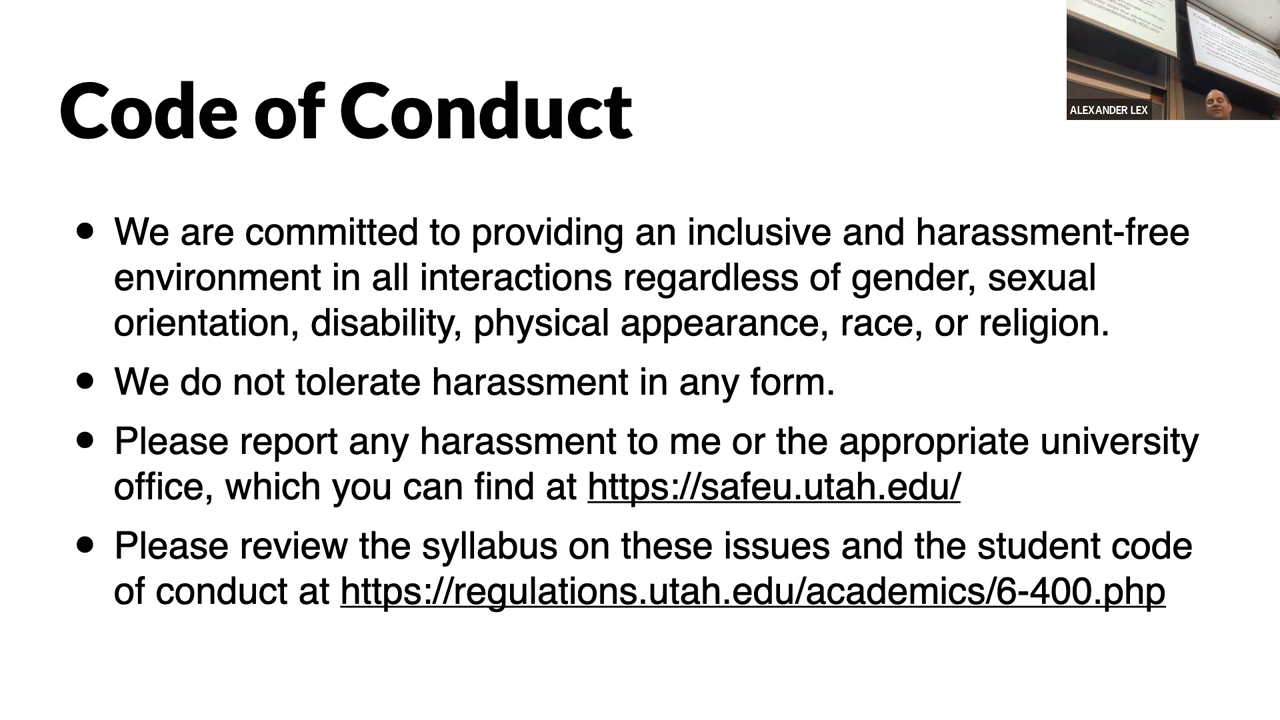 Code of Conduct
ALEXANDER LEX
• We are committed to providing an inclusive and harassment-free
environment in all interactions regardless of gender, sexual
orientation, disability, physical appearance, race, or religion.
• We do not tolerate harassment in any form.
• Please report any harassment to me or the appropriate university
office, which you can find at https://safeu.utah.edu/
• Please review the syllabus on these issues and the student code
of conduct at https://regulations.utah.edu/academics/6-400.php